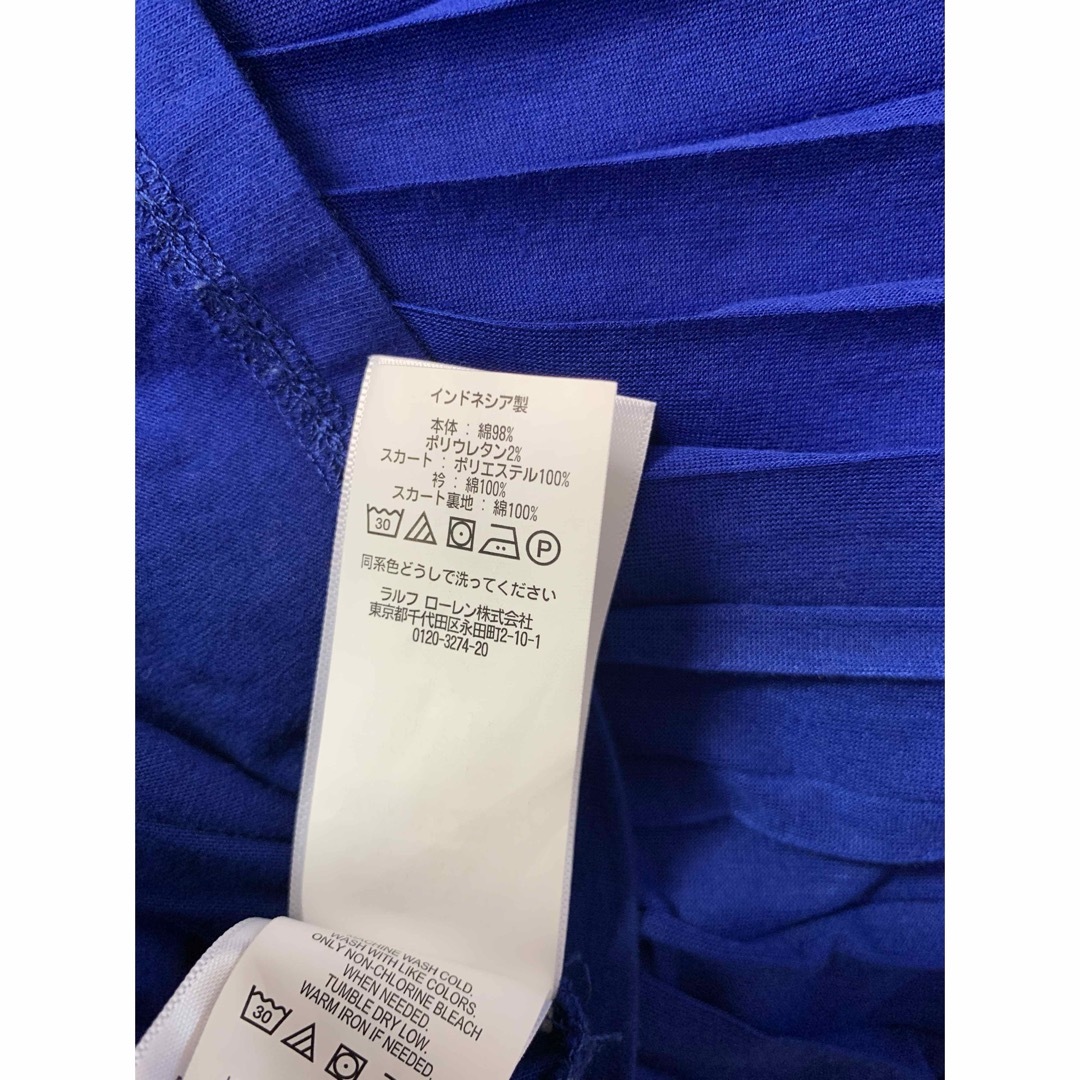 インドネシア製
本体 : 綿98%
ポリウレタン2%
スカート : ポリエステル100%
衿 : 綿100%
スカート裏地 : 綿100%
30 P
同系色どうしで洗ってください
ラルフ ローレン株式会社
東京都千代田区永田町2-10-1
0120-3274-20
MACHINE WASH COLD.
WASH WITH LIKE COLORS,
ONLY NON-CHLORINE BLEACH
WHEN NEEDED.
TUMBLE DRY LOW.
WARM IRON IF NEEDED,
30